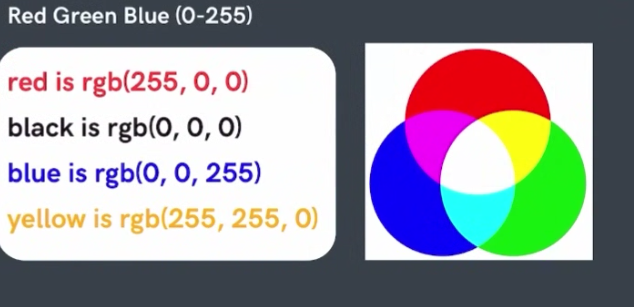 Red Green Blue (0-255)
red is rgb(255, 0, 0)
black is rgb(0, 0, 0)
blue is rgb(0, 0, 255)
yellow is rgb(255, 255, 0)